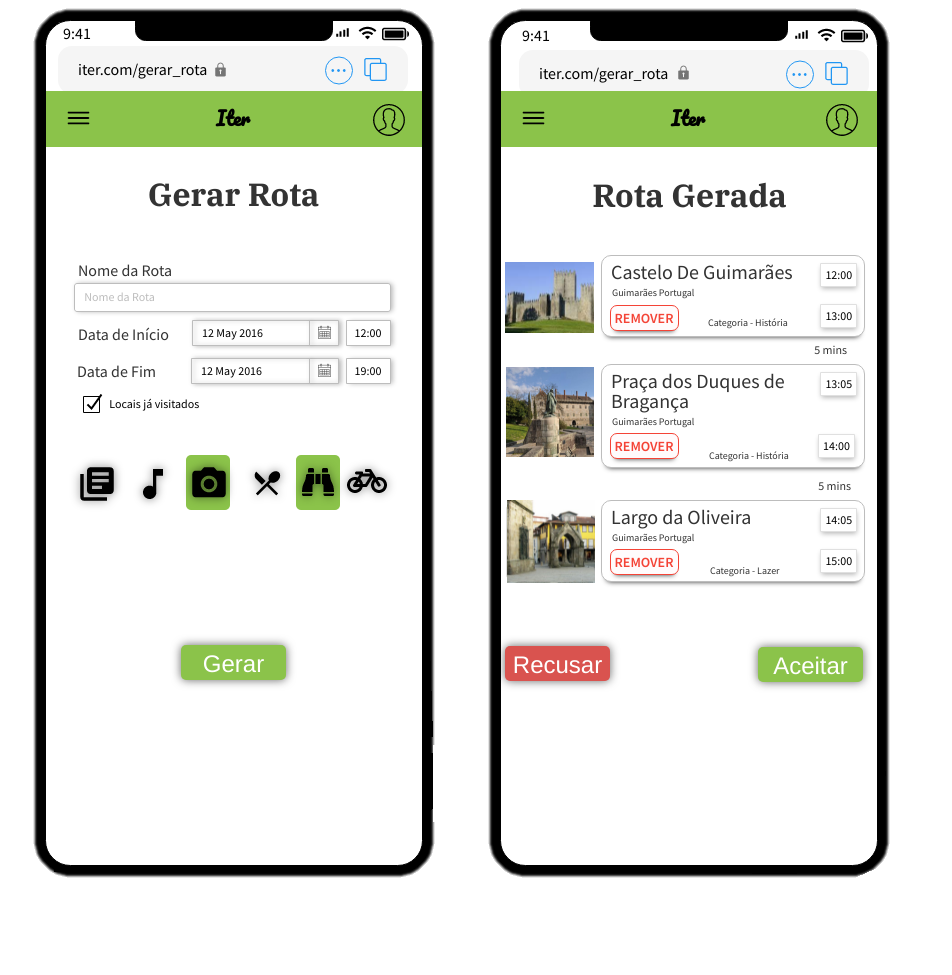 9:41
iter.com/gerar_rota
Iter
Gerar Rota
Nome da Rota
Nome da Rota
Data de Início
12 May 2016
12:00
Data de Fim
12 May 2016
19:00
Locais já visitados
Gerar
9:41
iter.com/gerar_rota
Iter
Rota Gerada
Castelo De Guimarães
12:00
Guimarães Portugal
REMOVER
Categoria - História
13:00
5 mins
Praça dos Duques de
Bragança
13:05
Guimarães Portugal
REMOVER
Categoria - História
14:00
5 mins
Largo da Oliveira
14:05
Guimarães Portugal
REMOVER
Categoria - Lazer
15:00
Recusar
Aceitar